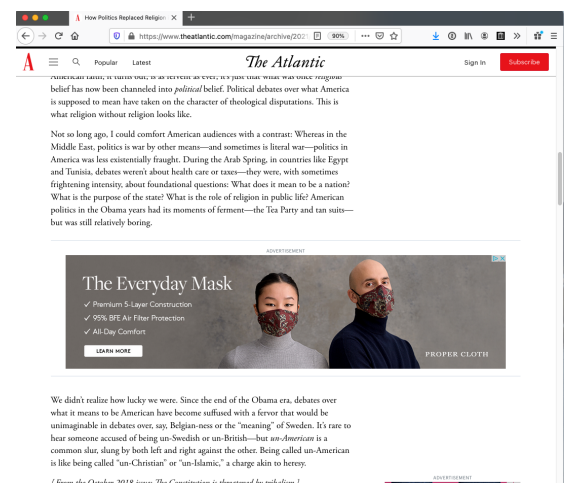 How Politics Replaced Religion
https://www.theatlantic.com/magazine/archive/2021
90%
Popular
Latest
The Atlantic
Sign In
Subscribe
American faith, it turns out, is as fervent as ever; it's just that what was once religious
belief has now been channeled into political belief. Political debates over what America
is supposed to mean have taken on the character of theological disputations. This is
what religion without religion looks like.
Not so long ago, I could comfort American audiences with a contrast: Whereas in the
Middle East, politics is war by other means—and sometimes is literal war—politics in
America was less existentially fraught. During the Arab Spring, in countries like Egypt
and Tunisia, debates weren't about health care or taxes—they were, with sometimes
frightening intensity, about foundational questions: What does it mean to be a nation?
What is the purpose of the state? What is the role of religion in public life? American
politics in the Obama years had its moments of ferment—the Tea Party and tan suits—
but was still relatively boring.
ADVERTISEMENT
The Everyday Mask
✓ Premium 5-Layer Construction
✓ 95% BFE Air Filter Protection
✓ All-Day Comfort
LEARN MORE
PROPER CLOTH
We didn't realize how lucky we were. Since the end of the Obama era, debates over
what it means to be American have become suffused with a fervor that would be
unimaginable in debates over, say, Belgian-ness or the "meaning" of Sweden. It's rare to
hear someone accused of being un-Swedish or un-British—but un-American is a
common slur, slung by both left and right against the other. Being called un-American
is like being called "un-Christian" or "un-Islamic," a charge akin to heresy.
[ From the October 2018 issue: The Constitution is threatened by tribalism ]
ADVERTISEMENT